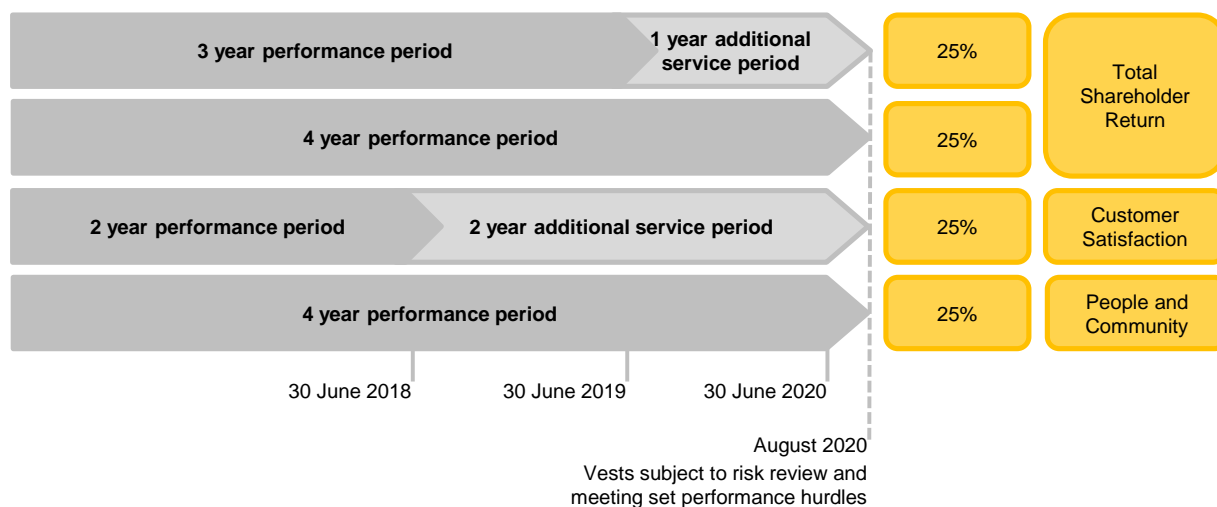 3 year performance period
1 year additional
service period
25%
Total
Shareholder
Return
4 year performance period
25%
2 year performance period
2 year additional service period
25%
Customer
Satisfaction
4 year performance period
25%
People and
Community
30 June 2018
30 June 2019
30 June 2020
August 2020
Vests subject to risk review and
meeting set performance hurdles